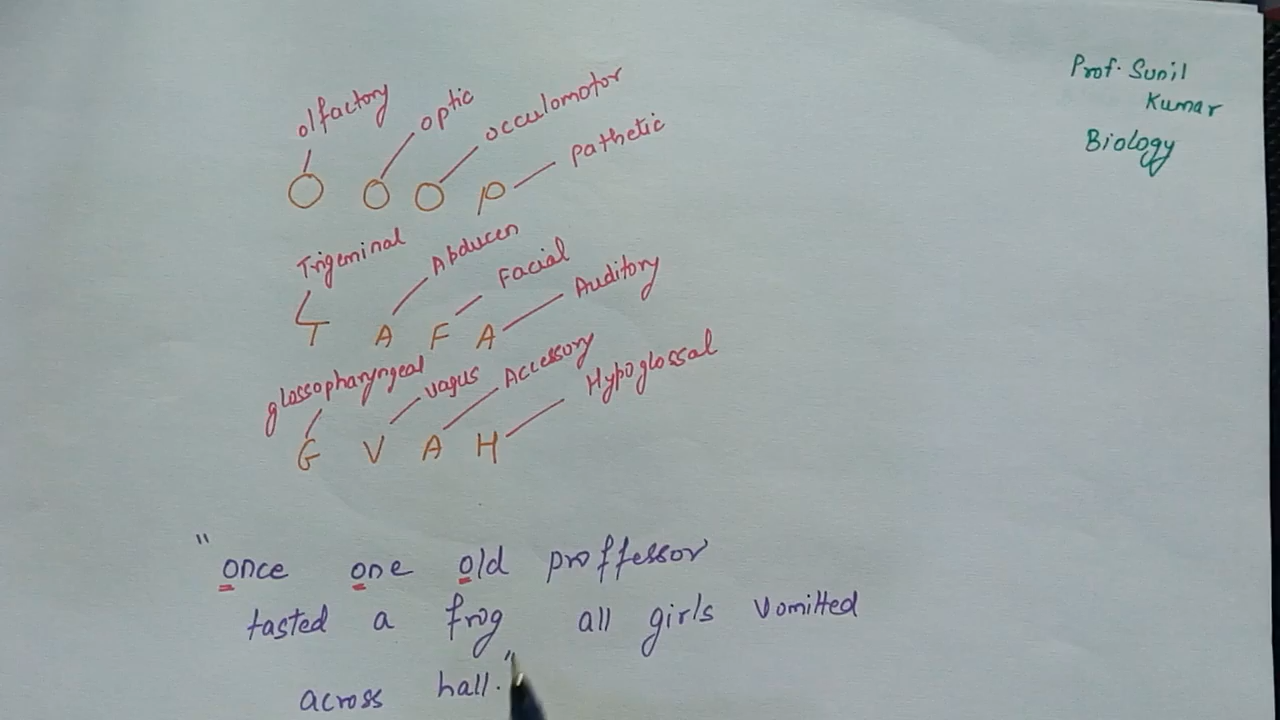 olfactory optic occulomotor pathetic
O O O P
Trigeminal Abducen Facial Auditory
T A F A
glossopharyngeal vagus Accessory Hypoglossal
G V A H
"once one old proffessor
tasted a frog all girls vomitted
across hall."
Prof. Sunil
Kumar
Biology